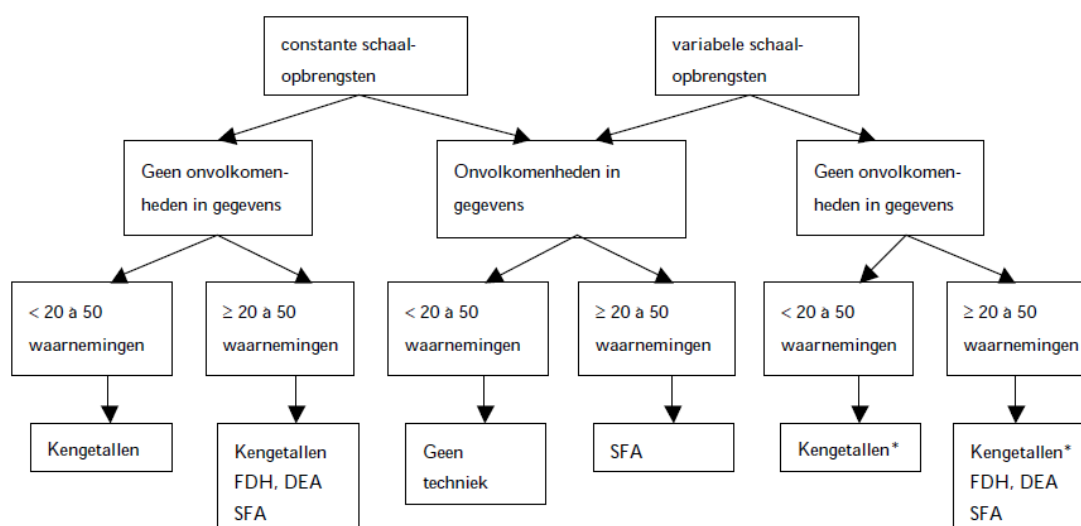 constante schaal-
opbrengsten
variabele schaal-
opbrengsten
Geen onvolkomen-
heden in gegevens
Onvolkomenheden in
gegevens
Geen onvolkomen-
heden in gegevens
< 20 à 50
waarnemingen
≥ 20 à 50
waarnemingen
< 20 à 50
waarnemingen
≥ 20 à 50
waarnemingen
< 20 à 50
waarnemingen
≥ 20 à 50
waarnemingen
Kengetallen
Kengetallen
FDH, DEA
SFA
Geen
techniek
SFA
Kengetallen*
Kengetallen*
FDH, DEA
SFA